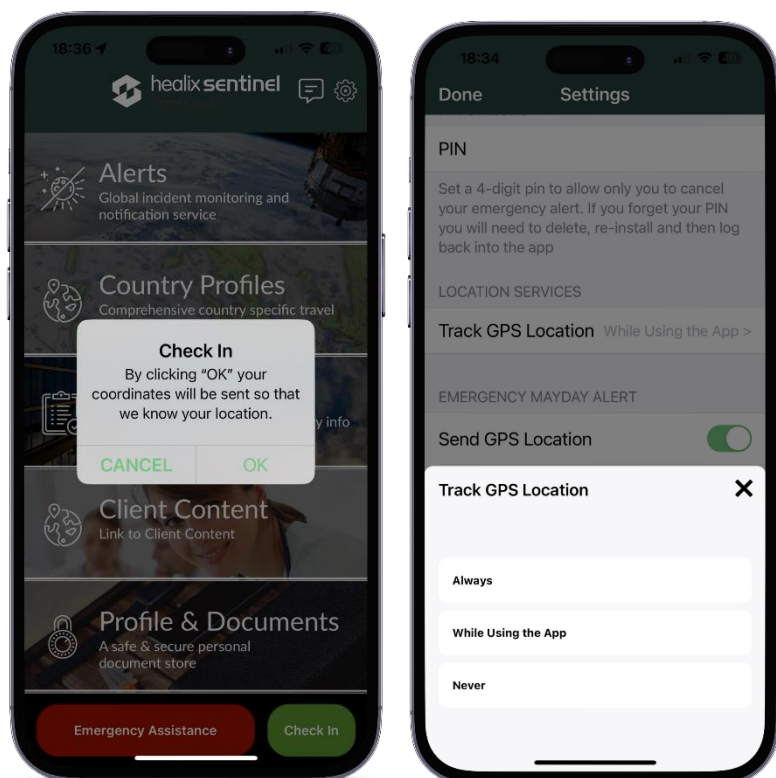 18:36
healix sentinel
Alerts
Global incident monitoring and
notification service
Country Profiles
Comprehensive country specific travel
Check In
By clicking “OK” your
coordinates will be sent so that
we know your location.
y info
CANCEL
OK
Client Content
Link to Client Content
Profile & Documents
A safe & secure personal
document store
Emergency Assistance
Check In
18:34
Done
Settings
PIN
Set a 4-digit pin to allow only you to cancel
your emergency alert. If you forget your PIN
you will need to delete, re-install and then log
back into the app
LOCATION SERVICES
Track GPS Location While Using the App >
EMERGENCY MAYDAY ALERT
Send GPS Location
Track GPS Location
Always
While Using the App
Never